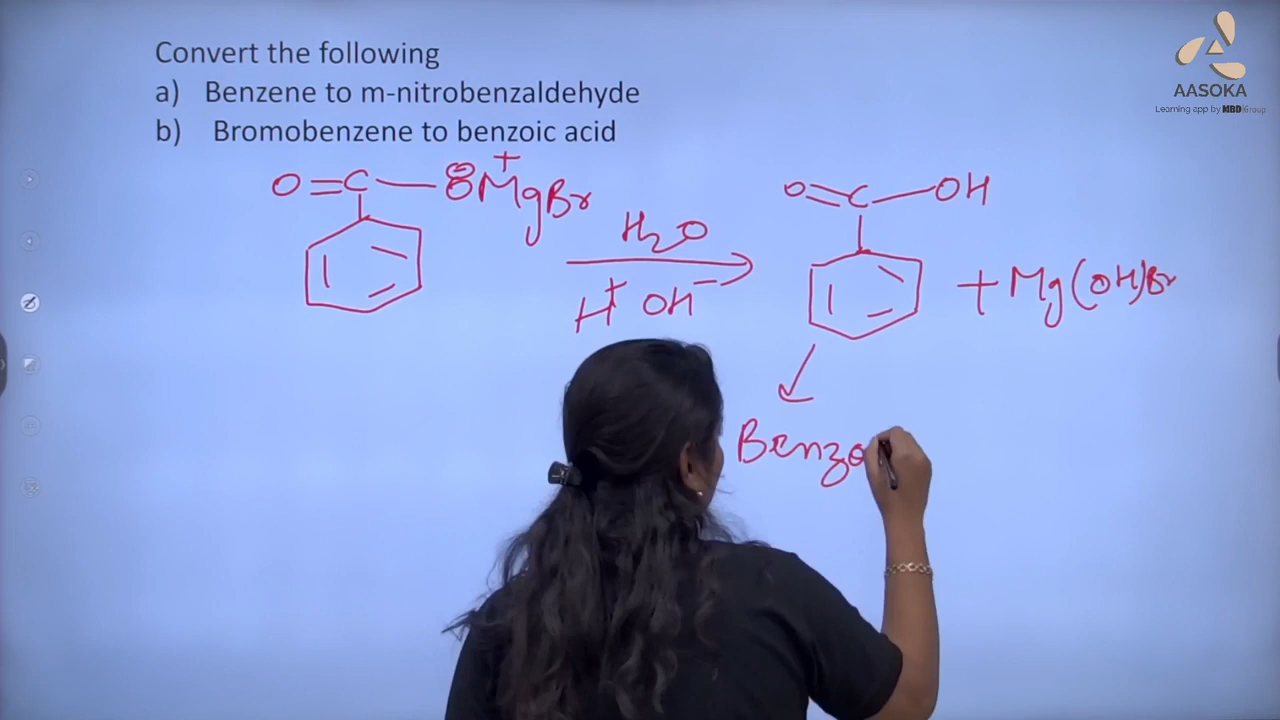 Convert the following
a) Benzene to m-nitrobenzaldehyde
b) Bromobenzene to benzoic acid
AASOKA
Learning app by MBD Group
O=C—O⊖ +MgBr
H2O
H+ OH−
O=C—OH
+ Mg(OH)Br
Benzo